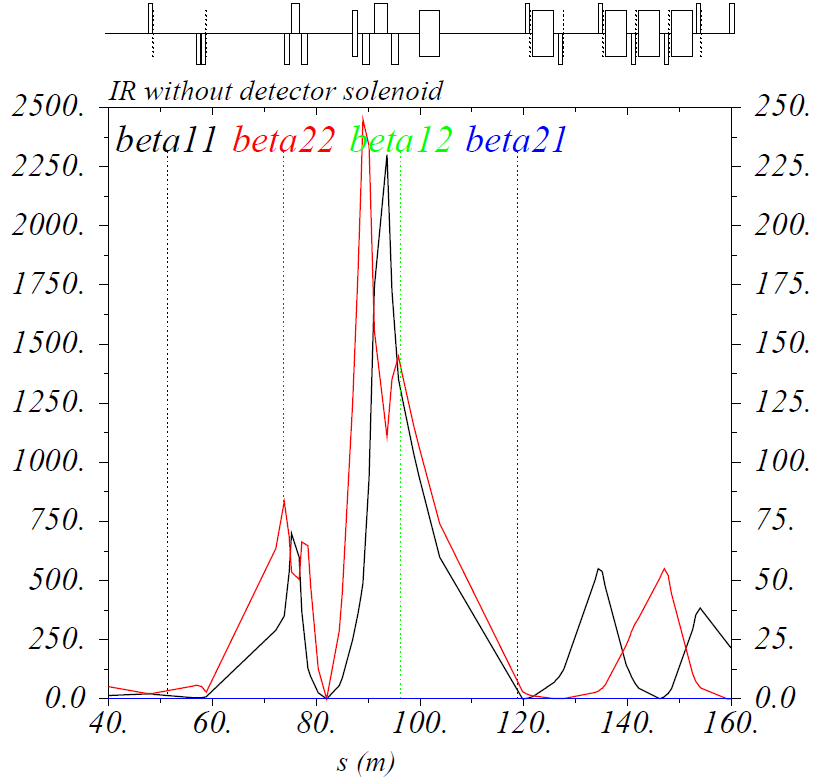 IR without detector solenoid
beta11 beta22 beta12 beta21
2500. 250.
2250. 225.
2000. 200.
1750. 175.
1500. 150.
1250. 125.
1000. 100.
750. 75.
500. 50.
250. 25.
0.0 0.0
40. 60. 80. 100. 120. 140. 160.
s (m)